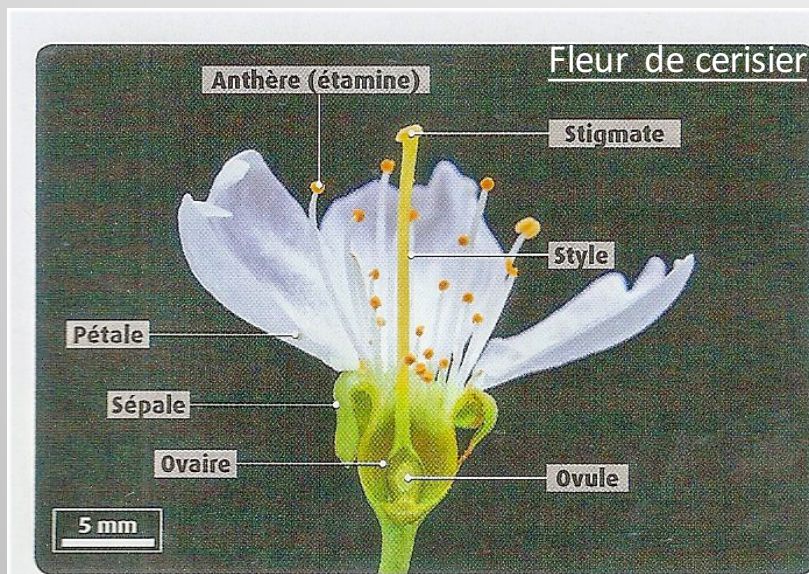 Fleur de cerisier
Anthère (étamine)
Stigmate
Style
Pétale
Sépale
Ovaire
Ovule
5 mm